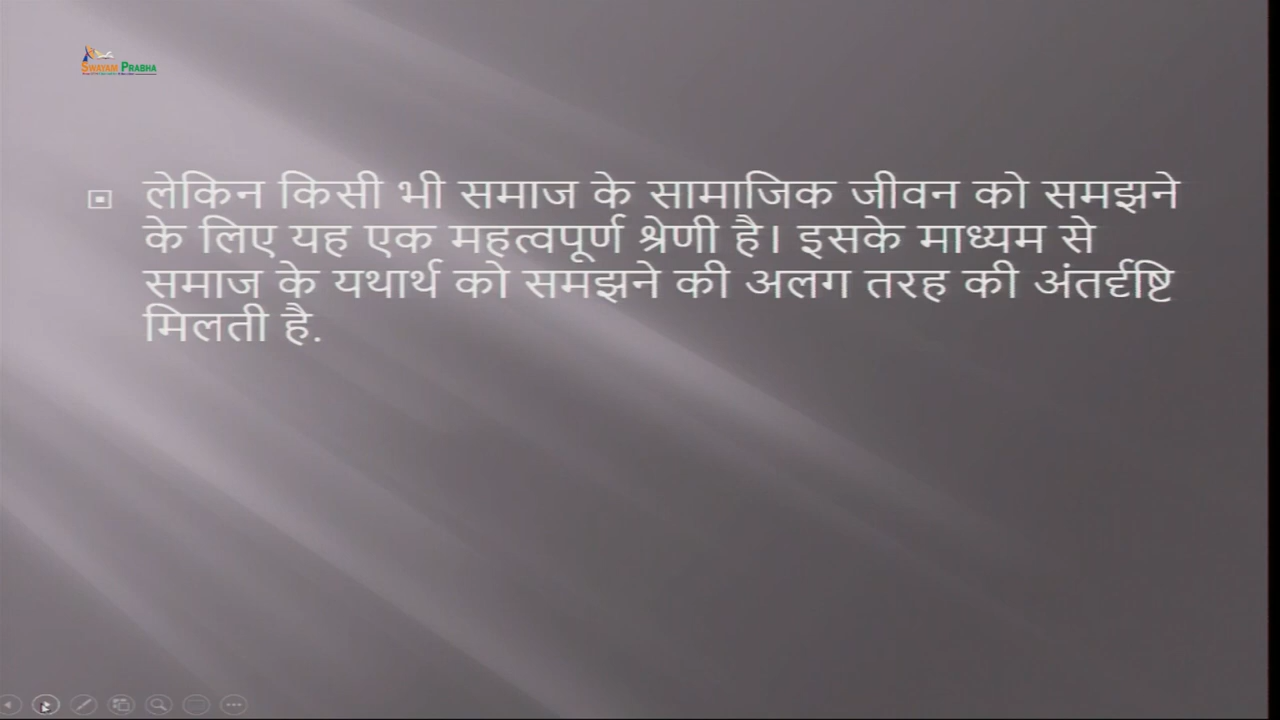 SWAYAM PRABHA
लेकिन किसी भी समाज के सामाजिक जीवन को समझने
के लिए यह एक महत्वपूर्ण श्रेणी है। इसके माध्यम से
समाज के यथार्थ को समझने की अलग तरह की अंतर्दृष्टि
मिलती है.